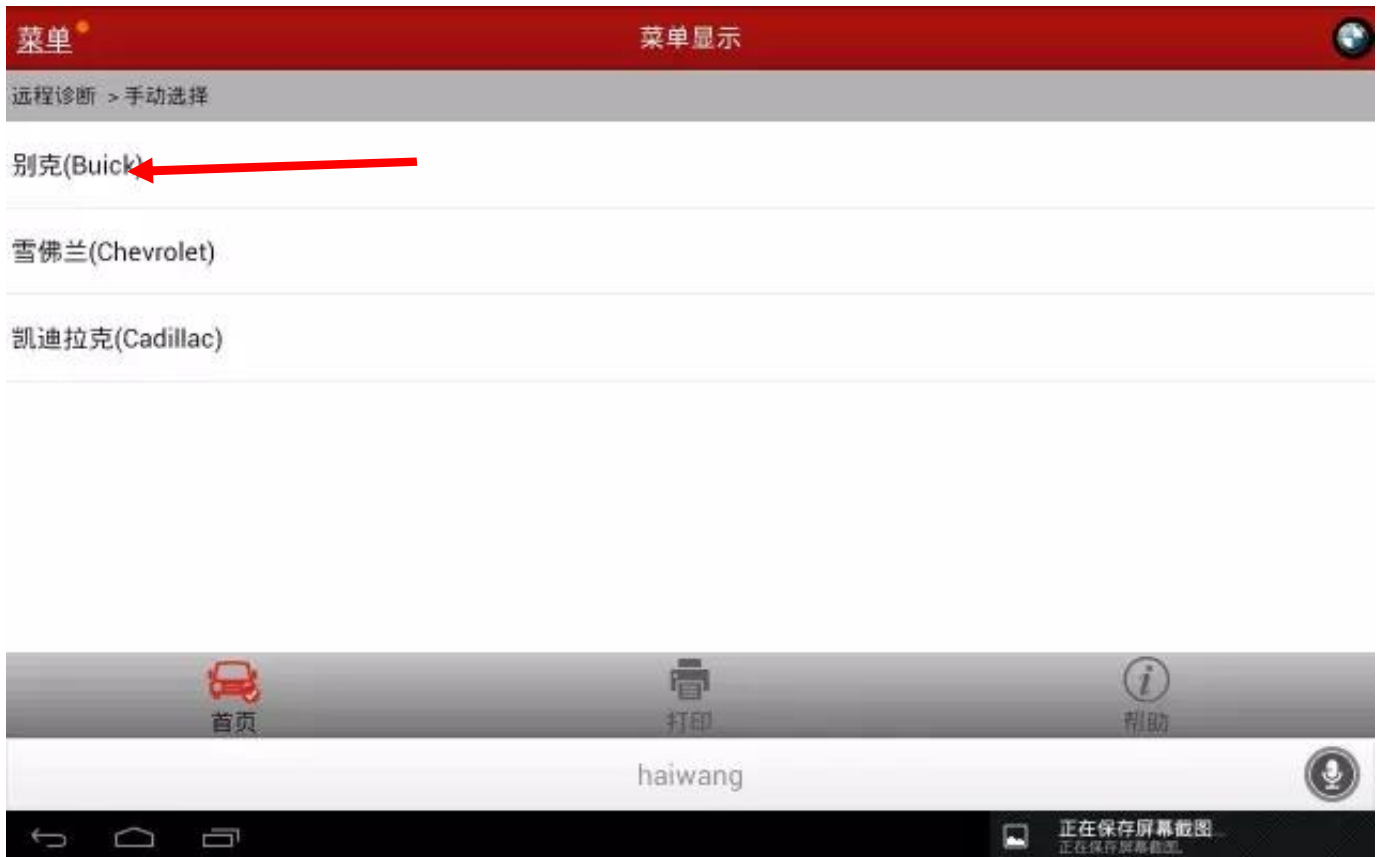 菜单
菜单显示
远程诊断 >手动选择
别克(Buick)
雪佛兰(Chevrolet)
凯迪拉克(Cadillac)
首页
打印
帮助
haiwang
正在保存屏幕截图...
正在保存屏幕截图。